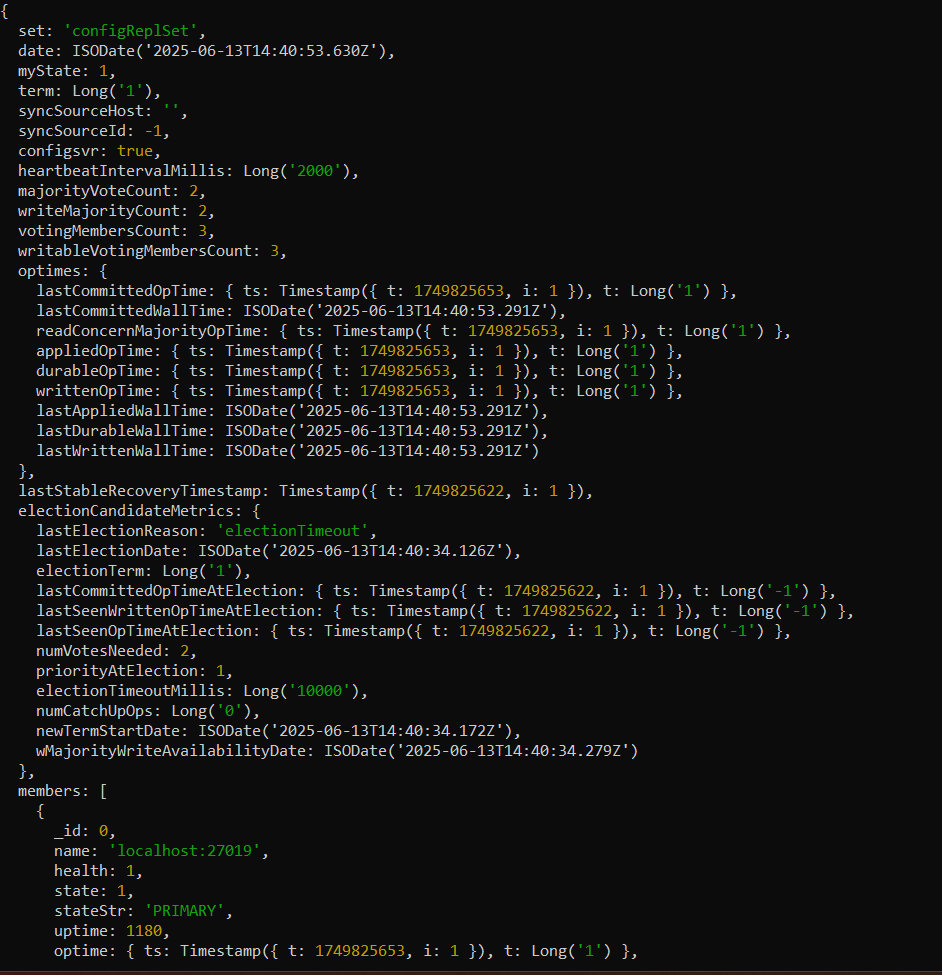 {
  set: 'configReplSet',
  date: ISODate('2025-06-13T14:40:53.630Z'),
  myState: 1,
  term: Long('1'),
  syncSourceHost: '',
  syncSourceId: -1,
  configsvr: true,
  heartbeatIntervalMillis: Long('2000'),
  majorityVoteCount: 2,
  writeMajorityCount: 2,
  votingMembersCount: 3,
  writableVotingMembersCount: 3,
  optimes: {
    lastCommittedOpTime: { ts: Timestamp({ t: 1749825653, i: 1 }), t: Long('1') },
    lastCommittedWallTime: ISODate('2025-06-13T14:40:53.291Z'),
    readConcernMajorityOpTime: { ts: Timestamp({ t: 1749825653, i: 1 }), t: Long('1') },
    appliedOpTime: { ts: Timestamp({ t: 1749825653, i: 1 }), t: Long('1') },
    durableOpTime: { ts: Timestamp({ t: 1749825653, i: 1 }), t: Long('1') },
    writtenOpTime: { ts: Timestamp({ t: 1749825653, i: 1 }), t: Long('1') },
    lastAppliedWallTime: ISODate('2025-06-13T14:40:53.291Z'),
    lastDurableWallTime: ISODate('2025-06-13T14:40:53.291Z'),
    lastWrittenWallTime: ISODate('2025-06-13T14:40:53.291Z')
  },
  lastStableRecoveryTimestamp: Timestamp({ t: 1749825622, i: 1 }),
  electionCandidateMetrics: {
    lastElectionReason: 'electionTimeout',
    lastElectionDate: ISODate('2025-06-13T14:40:34.126Z'),
    electionTerm: Long('1'),
    lastCommittedOpTimeAtElection: { ts: Timestamp({ t: 1749825622, i: 1 }), t: Long('-1') },
    lastSeenWrittenOpTimeAtElection: { ts: Timestamp({ t: 1749825622, i: 1 }), t: Long('-1') },
    lastSeenOpTimeAtElection: { ts: Timestamp({ t: 1749825622, i: 1 }), t: Long('-1') },
    numVotesNeeded: 2,
    priorityAtElection: 1,
    electionTimeoutMillis: Long('10000'),
    numCatchUpOps: Long('0'),
    newTermStartDate: ISODate('2025-06-13T14:40:34.172Z'),
    wMajorityWriteAvailabilityDate: ISODate('2025-06-13T14:40:34.279Z')
  },
  members: [
    {
      _id: 0,
      name: 'localhost:27019',
      health: 1,
      state: 1,
      stateStr: 'PRIMARY',
      uptime: 1180,
      optime: { ts: Timestamp({ t: 1749825653, i: 1 }), t: Long('1') },